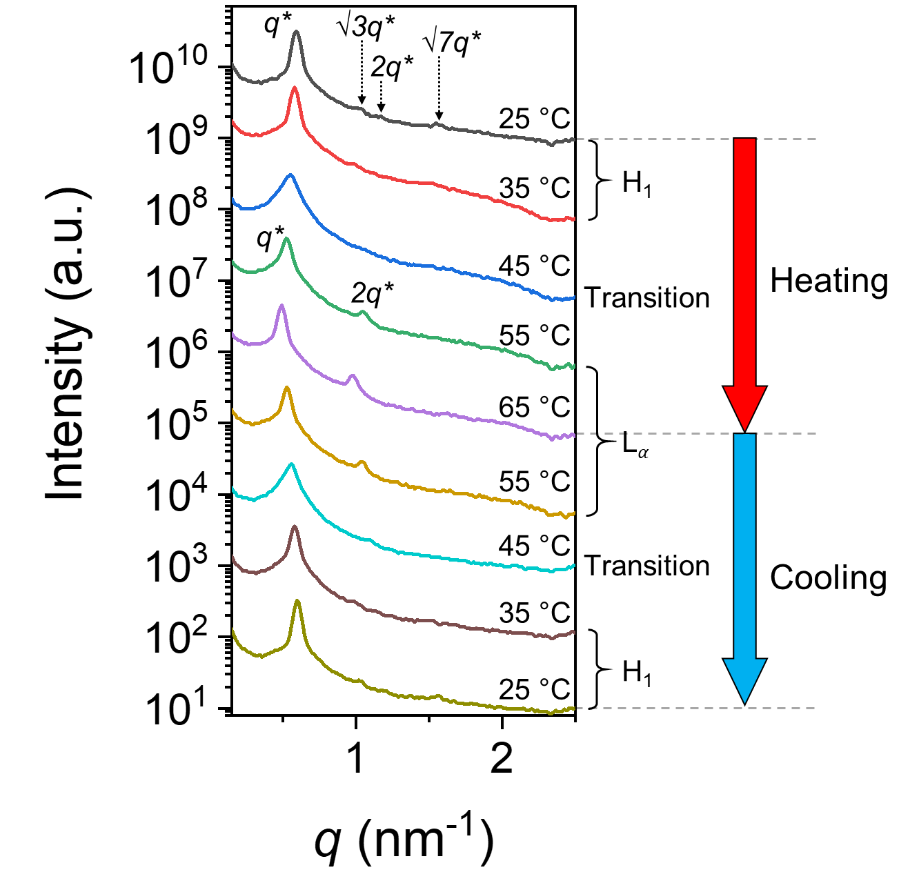 q*
√3q*
2q*
√7q*
10¹⁰
25 °C
10⁹
35 °C
H₁
10⁸
45 °C
q*
10⁷
2q*
Transition
Heating
55 °C
10⁶
65 °C
10⁵
Lα
55 °C
10⁴
45 °C
10³
Transition
Cooling
35 °C
10²
25 °C
H₁
10¹
1
2
Intensity (a.u.)
q (nm⁻¹)